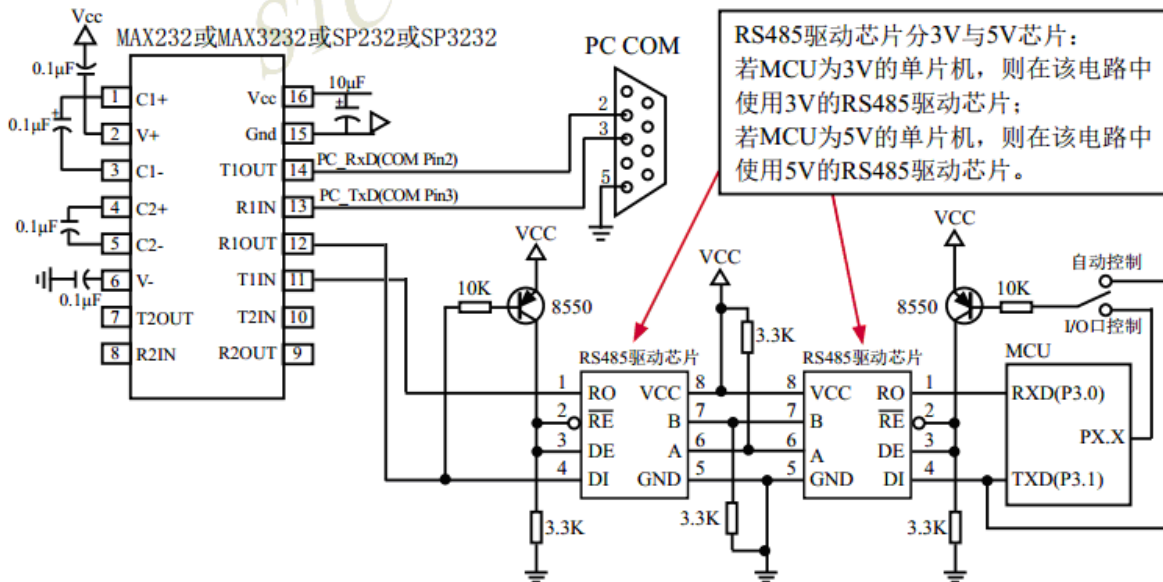 Vcc
MAX232或MAX3232或SP232或SP3232
0.1μF
0.1μF
0.1μF
0.1μF
1 C1+
2 V+
3 C1-
4 C2+
5 C2-
6 V-
7 T2OUT
8 R2IN
Vcc 16
Gnd 15
T1OUT 14
R1IN 13
R1OUT 12
T1IN 11
T2IN 10
R2OUT 9
10μF
PC_RxD(COM Pin2)
PC_TxD(COM Pin3)
PC COM
2
3
5
RS485驱动芯片分3V与5V芯片：
若MCU为3V的单片机，则在该电路中
使用3V的RS485驱动芯片；
若MCU为5V的单片机，则在该电路中
使用5V的RS485驱动芯片。
VCC
10K
8550
VCC
3.3K
VCC
8550
10K
自动控制
I/O口控制
RS485驱动芯片
1 RO
2 RE
3 DE
4 DI
VCC 8
B 7
A 6
GND 5
3.3K
3.3K
RS485驱动芯片
8 VCC
7 B
6 A
5 GND
RO 1
RE 2
DE 3
DI 4
3.3K
MCU
RXD(P3.0)
PX.X
TXD(P3.1)